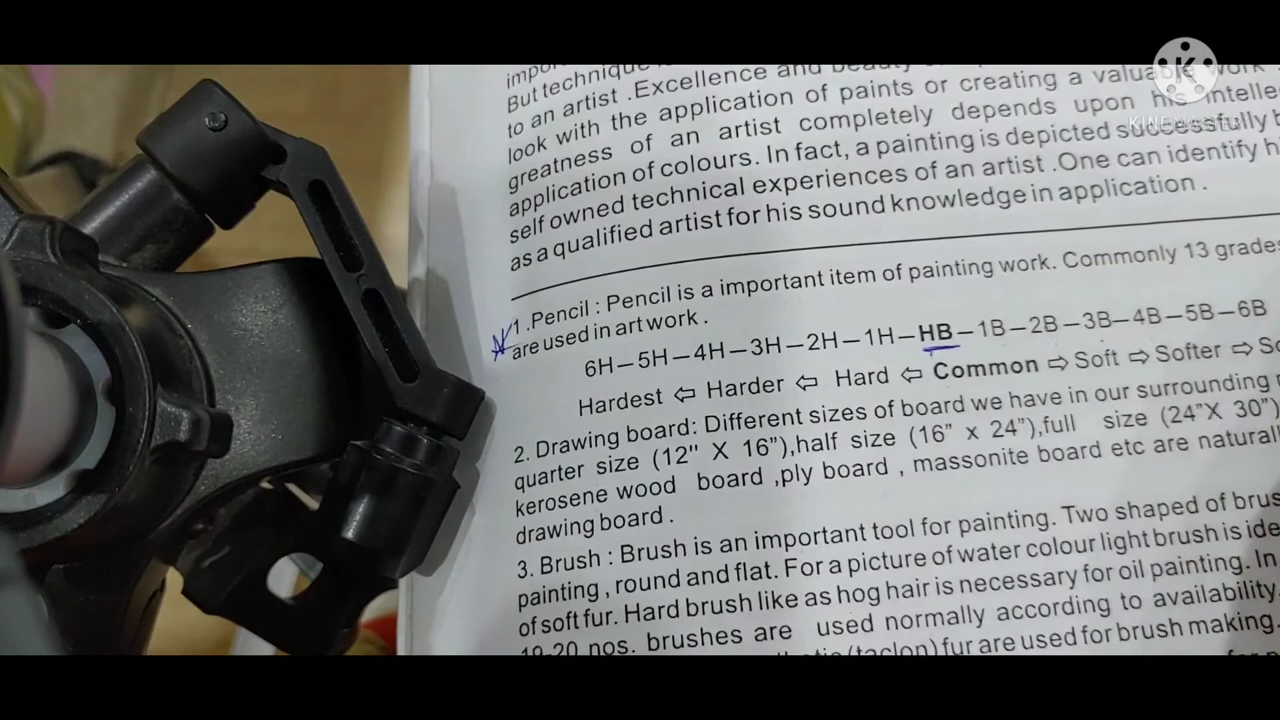 But technique
to an artist .Excellence and beauty
look with the application of paints or creating a valuable work
greatness of an artist completely depends upon his intelle
application of colours. In fact, a painting is depicted successfully b
self owned technical experiences of an artist .One can identify h
as a qualified artist for his sound knowledge in application .
1 .Pencil : Pencil is a important item of painting work. Commonly 13 grades
are used in art work .
6H–5H–4H–3H–2H–1H–HB–1B–2B–3B–4B–5B–6B
Hardest ⇦ Harder ⇦ Hard ⇦ Common ⇨ Soft ⇨ Softer ⇨ So
2. Drawing board: Different sizes of board we have in our surrounding
quarter size (12" X 16”),half size (16” x 24”),full size (24”X 30”)
kerosene wood board ,ply board , massonite board etc are natural
drawing board .
3. Brush : Brush is an important tool for painting. Two shaped of brus
painting , round and flat. For a picture of water colour light brush is ide
of soft fur. Hard brush like as hog hair is necessary for oil painting. In
19-20 nos. brushes are used normally according to availability.
(taclon) fur are used for brush making.
K
KINEMASTER